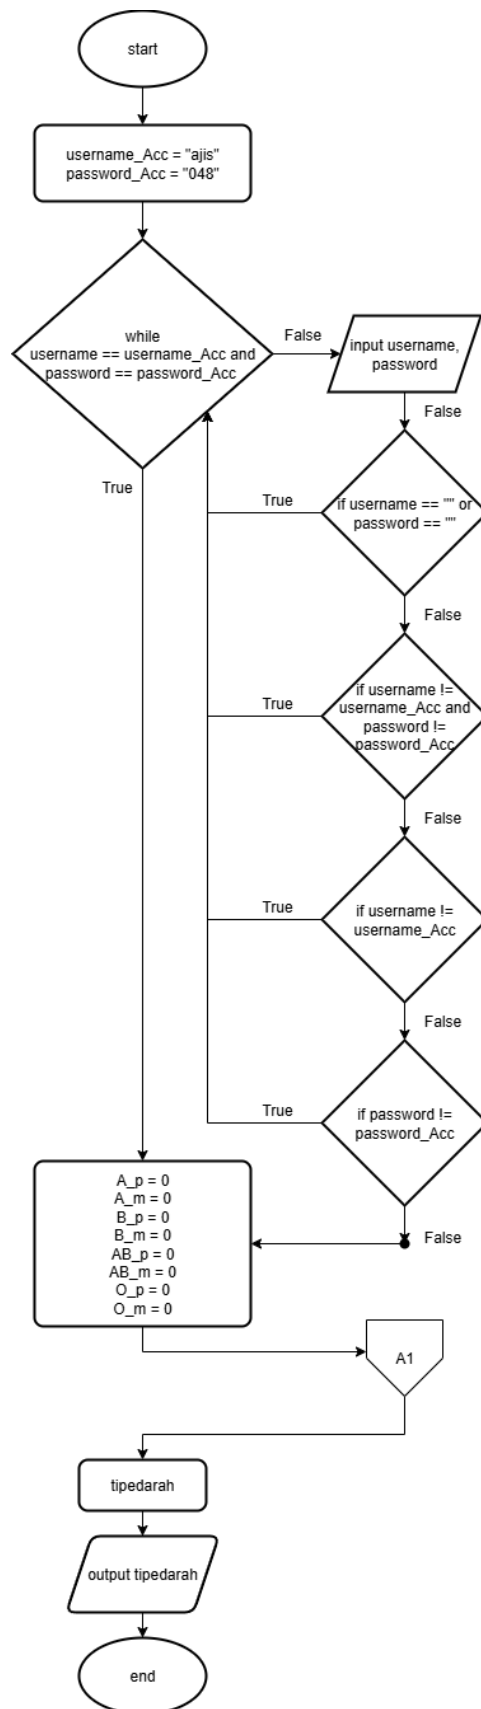 start
username_Acc = "ajis"
password_Acc = "048"
while
username == username_Acc and
password == password_Acc
False
input username,
password
False
True
True
if username == "" or
password == ""
False
True
if username !=
username_Acc and
password !=
password_Acc
False
True
if username !=
username_Acc
False
True
if password !=
password_Acc
False
A_p = 0
A_m = 0
B_p = 0
B_m = 0
AB_p = 0
AB_m = 0
O_p = 0
O_m = 0
A1
tipedarah
output tipedarah
end